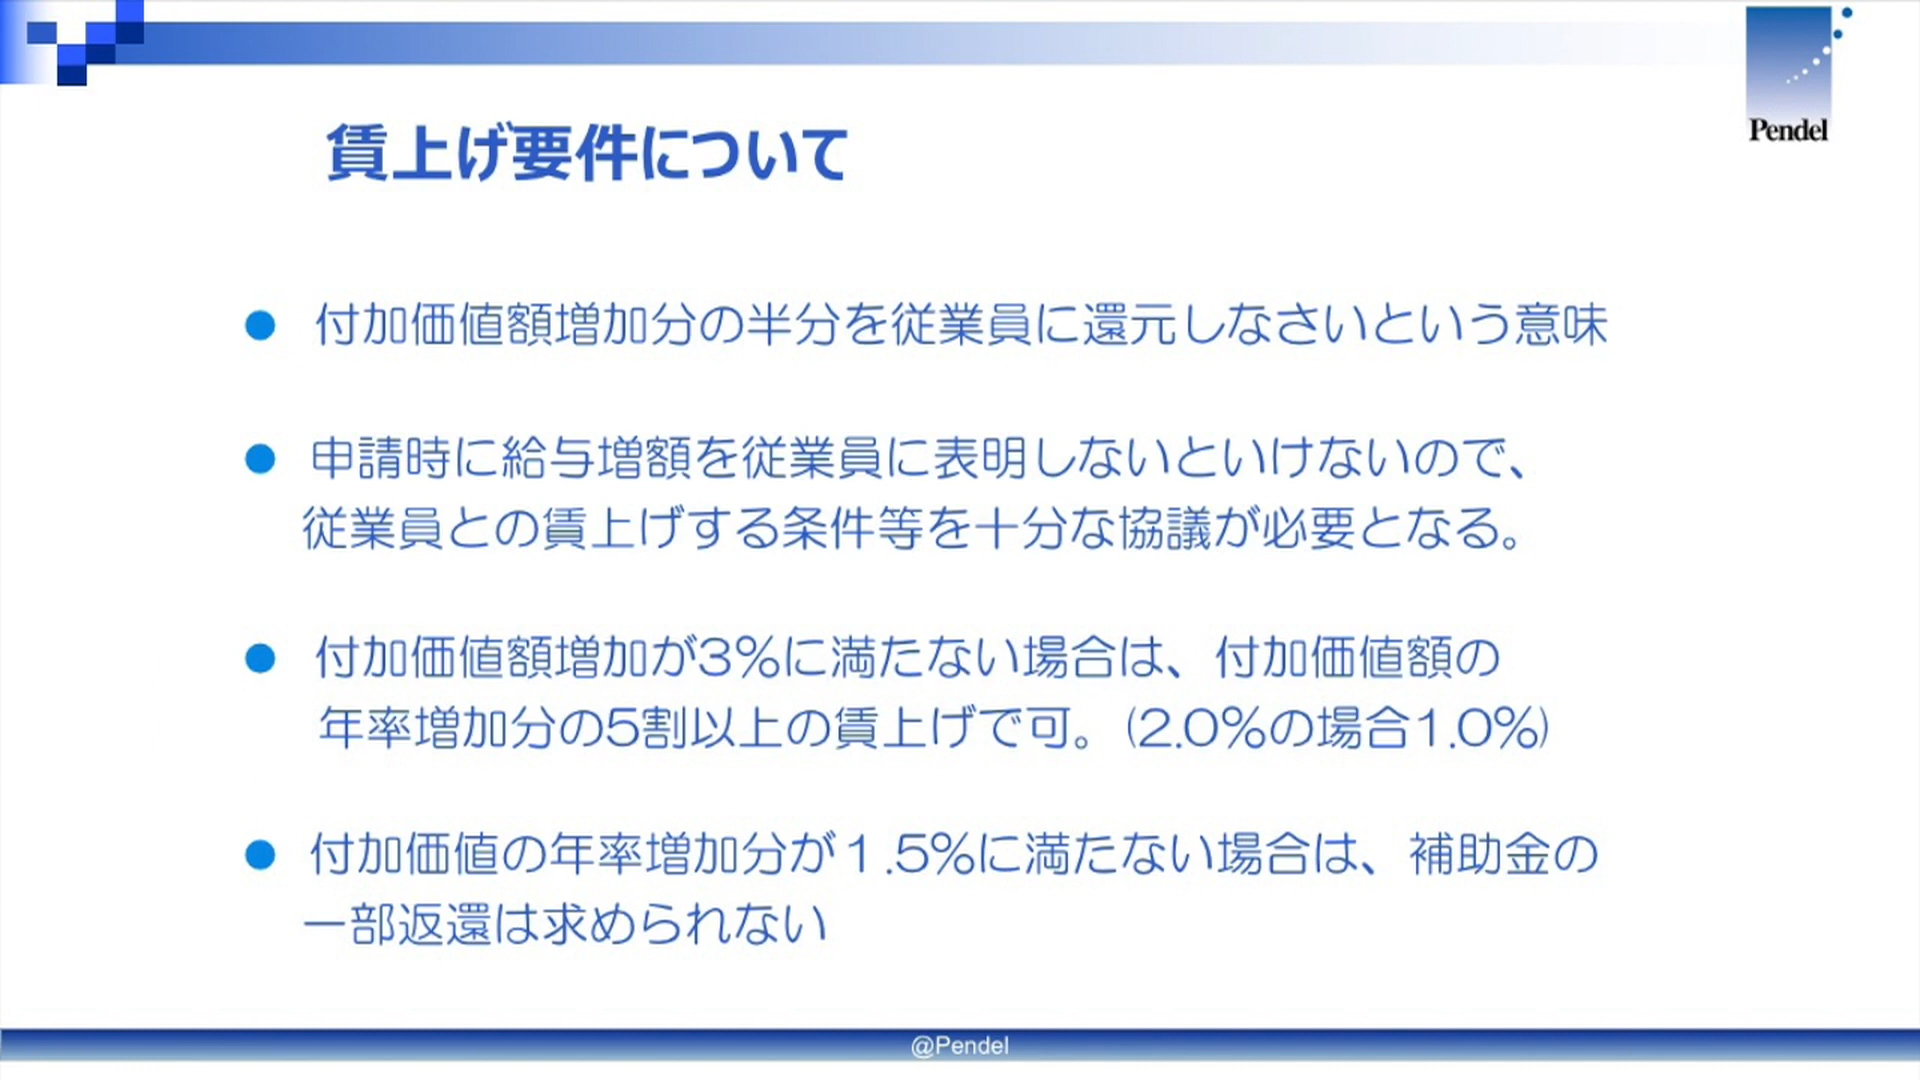 Pendel
賃上げ要件について
● 付加価値額増加分の半分を従業員に還元しなさいという意味
● 申請時に給与増額を従業員に表明しないといけないので、
従業員との賃上げする条件等を十分な協議が必要となる。
● 付加価値額増加が3%に満たない場合は、付加価値額の
年率増加分の5割以上の賃上げで可。(2.0%の場合1.0%)
● 付加価値の年率増加分が1.5%に満たない場合は、補助金の
一部返還は求められない
@Pendel